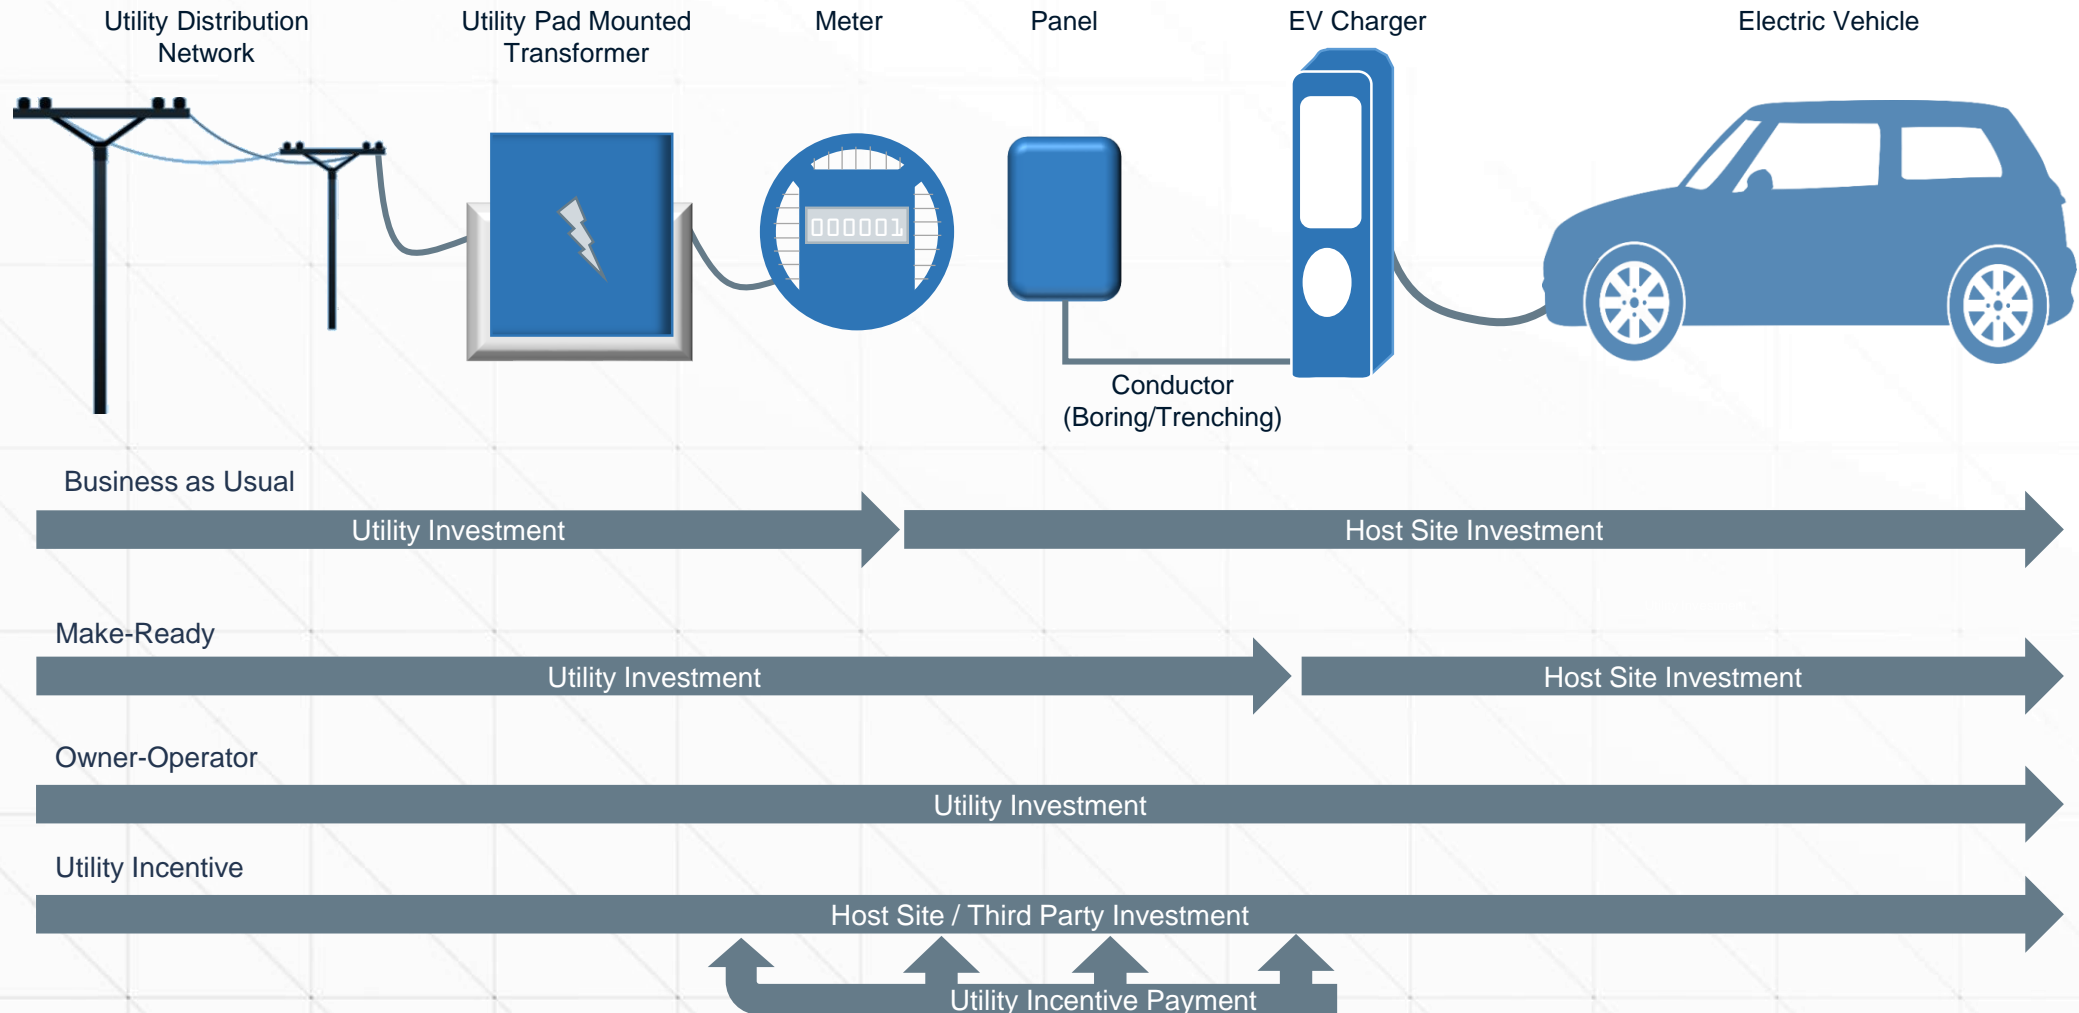 Utility Distribution
Network
Utility Pad Mounted
Transformer
Meter
Panel
EV Charger
Electric Vehicle
000001
Conductor
(Boring/Trenching)
Business as Usual
Utility Investment
Host Site Investment
Make-Ready
Utility Investment
Host Site Investment
Owner-Operator
Utility Investment
Utility Incentive
Host Site / Third Party Investment
Utility Incentive Payment